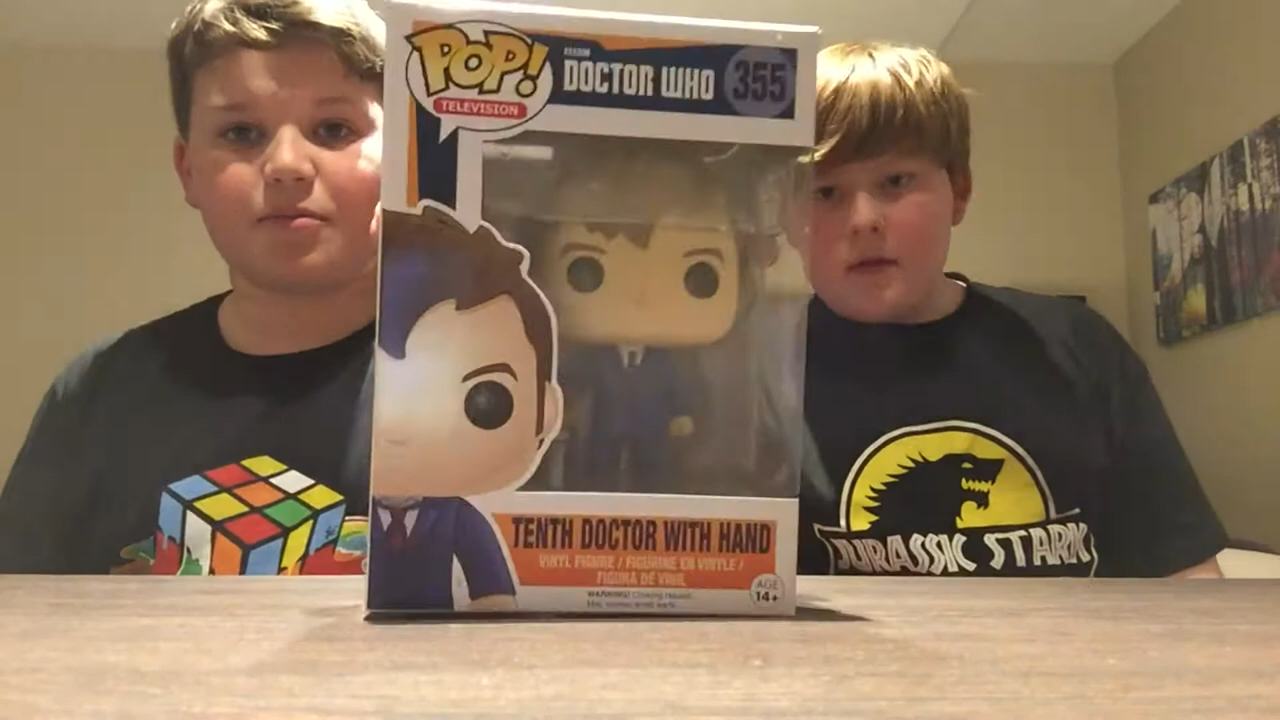 POP!
TELEVISION
DOCTOR WHO
355
TENTH DOCTOR WITH HAND
VINYL FIGURE / FIGURINE EN VINYLE /
FIGURA DE VINIL
WARNING:
AGE
14+
JURASSIC STARK